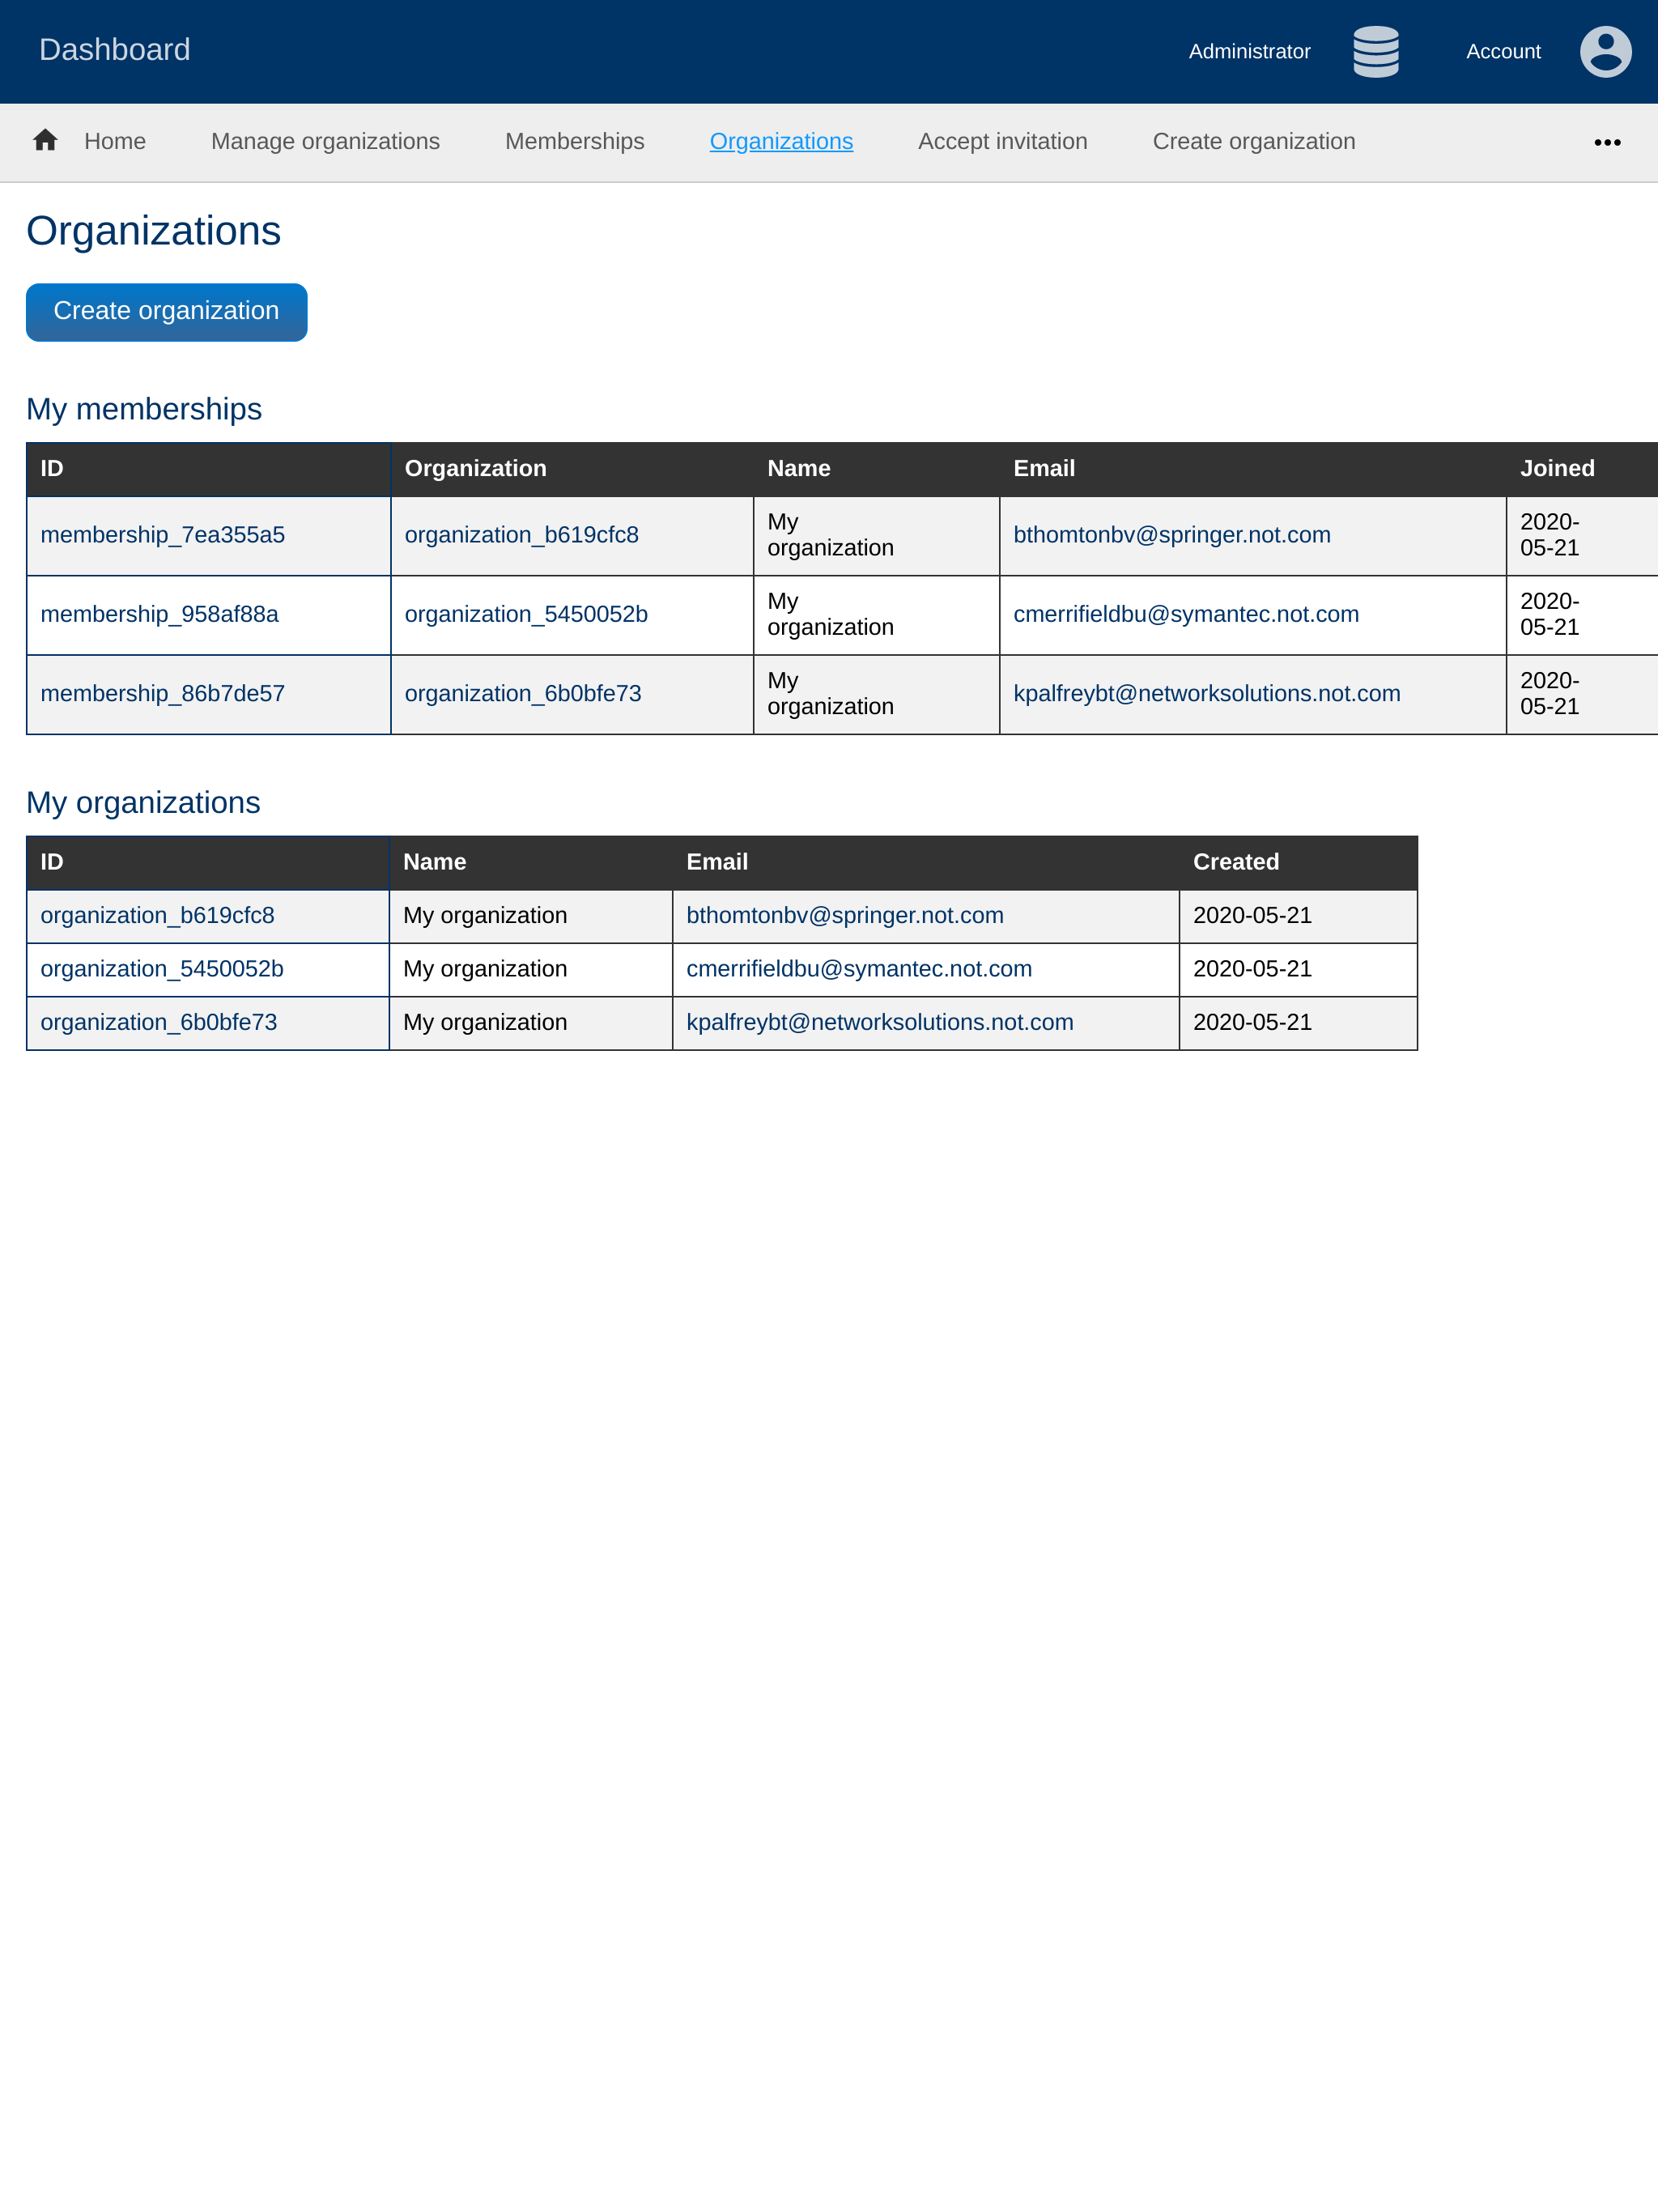 Dashboard
Administrator
Account
Home
Manage organizations
Memberships
Organizations
Accept invitation
Create organization
Organizations
Create organization
My memberships
ID Organization Name Email Joined
membership_7ea355a5 organization_b619cfc8 My organization bthomtonbv@springer.not.com 2020-05-21
membership_958af88a organization_5450052b My organization cmerrifieldbu@symantec.not.com 2020-05-21
membership_86b7de57 organization_6b0bfe73 My organization kpalfreybt@networksolutions.not.com 2020-05-21
My organizations
ID Name Email Created
organization_b619cfc8 My organization bthomtonbv@springer.not.com 2020-05-21
organization_5450052b My organization cmerrifieldbu@symantec.not.com 2020-05-21
organization_6b0bfe73 My organization kpalfreybt@networksolutions.not.com 2020-05-21